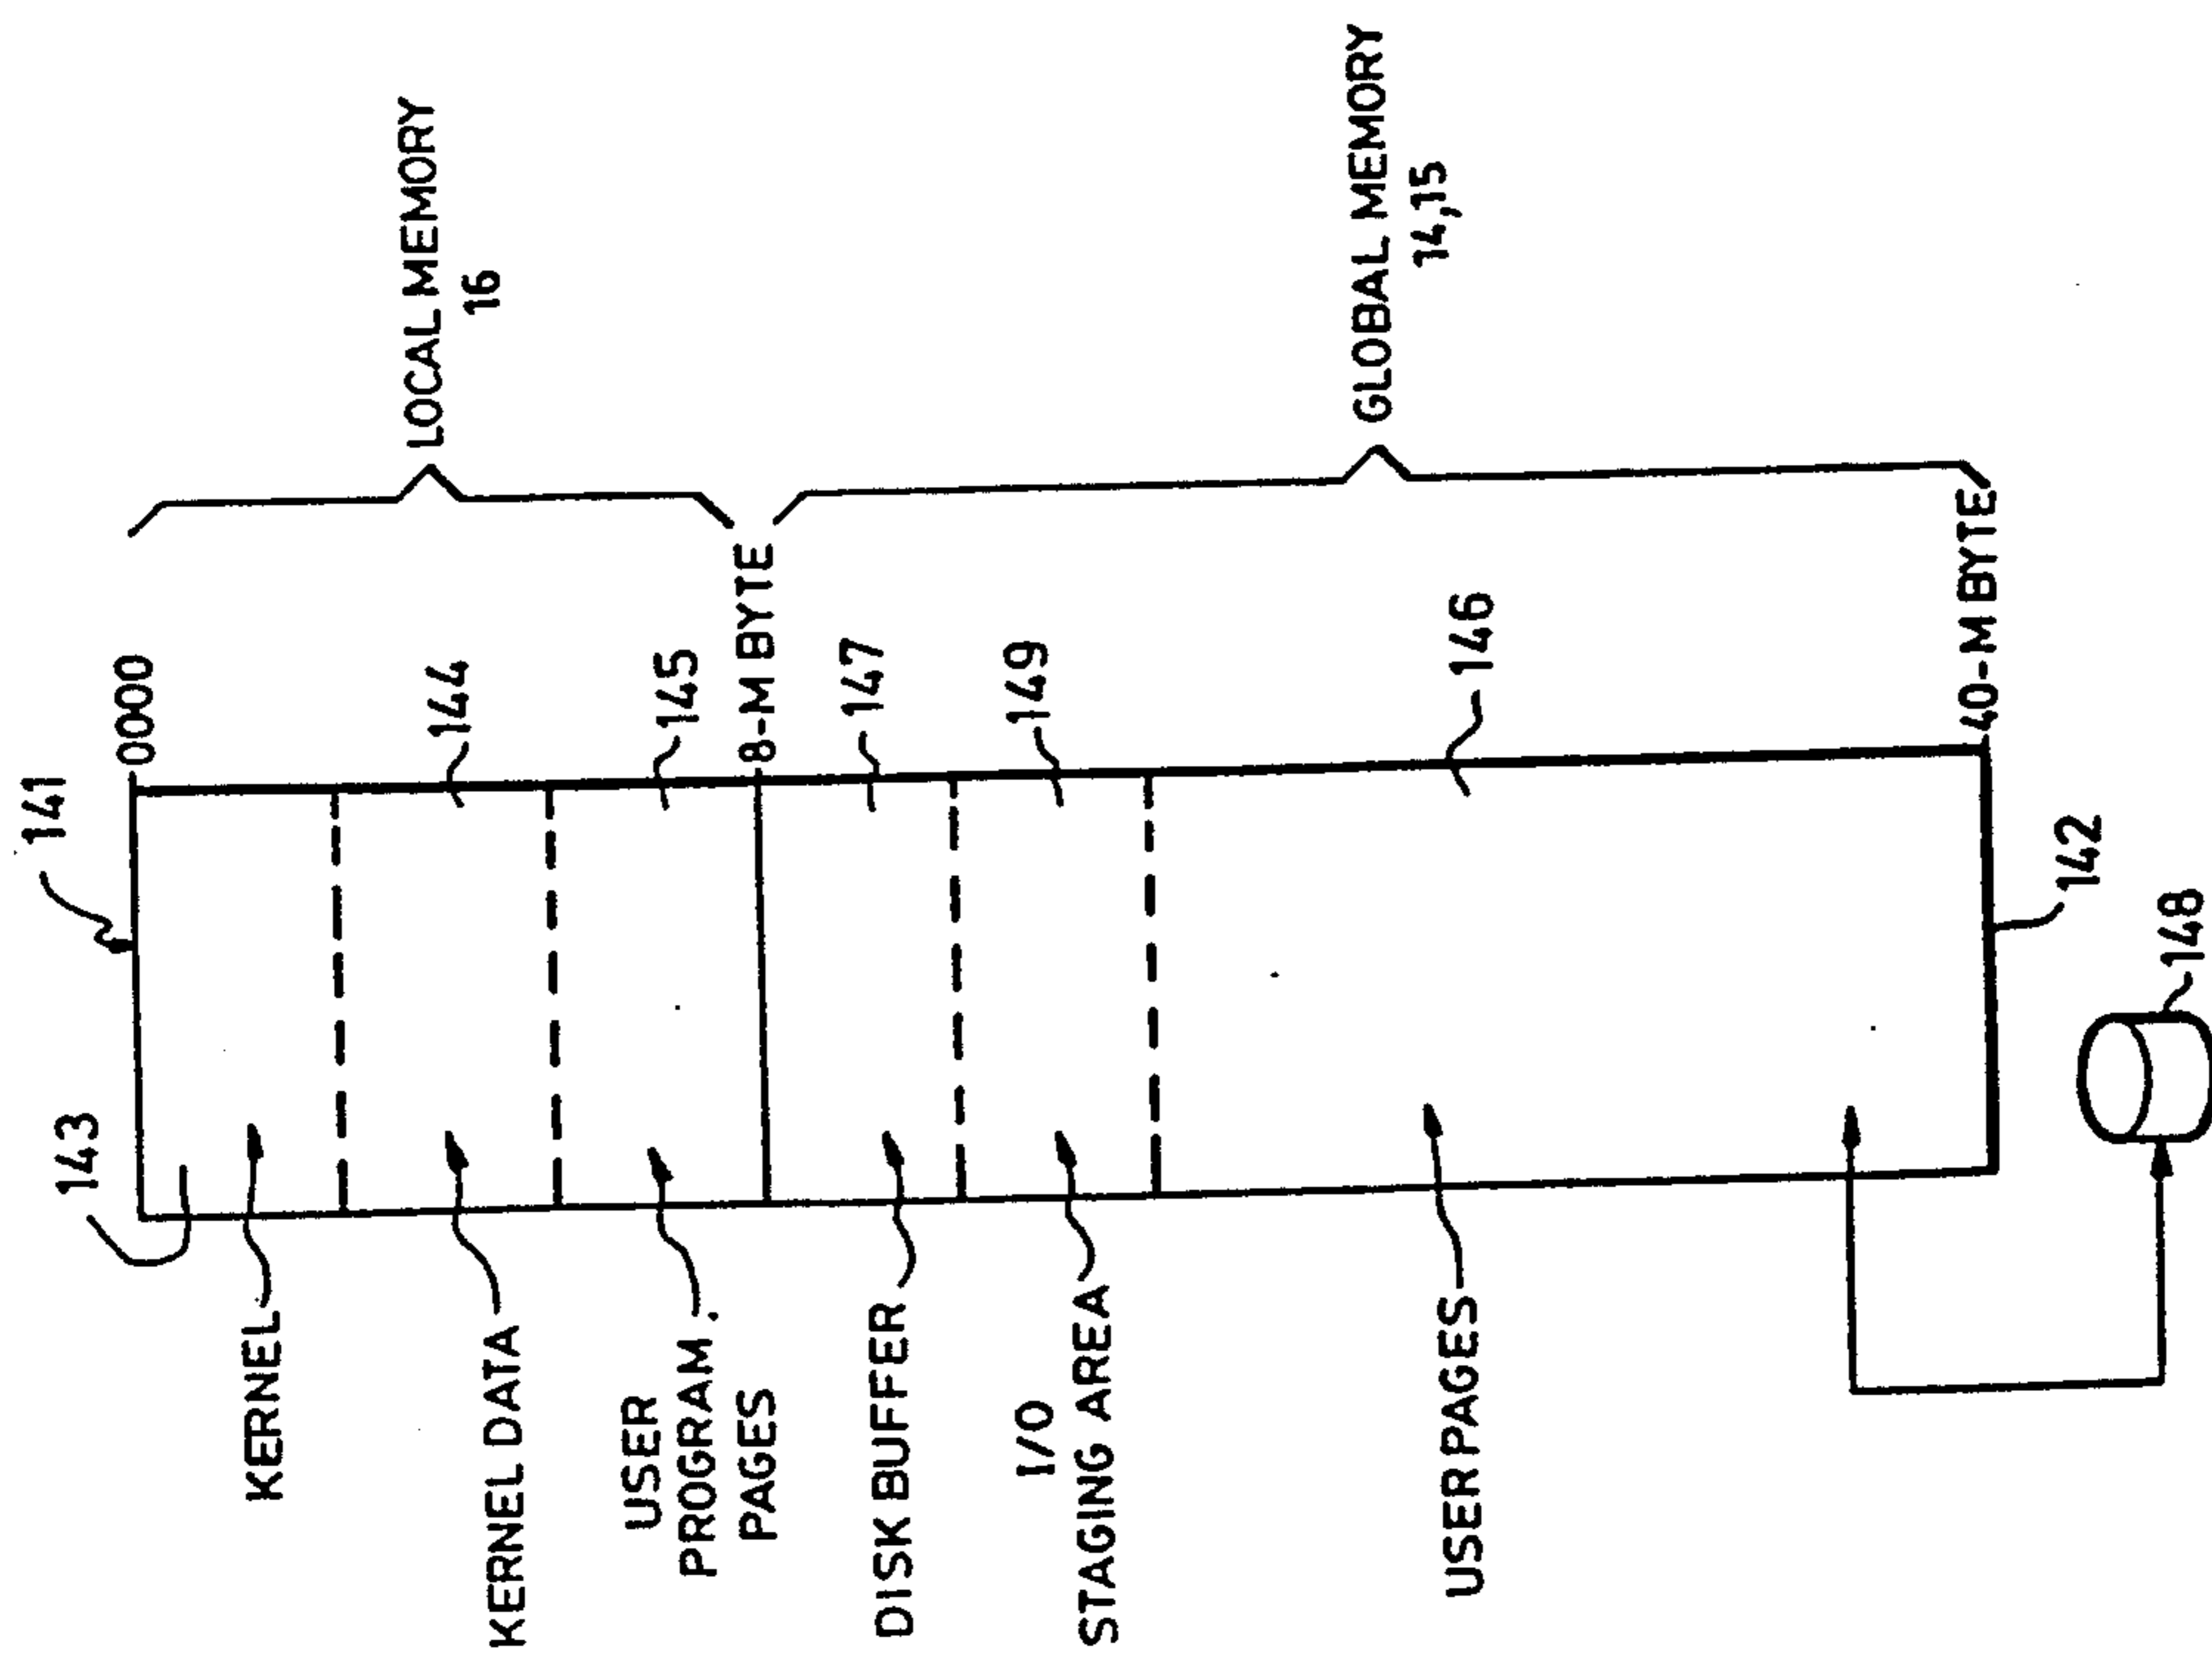 141
0000
143
KERNEL
LOCAL MEMORY
16
144
KERNEL DATA
145
USER
PROGRAM.
PAGES
8-M BYTE
147
DISK BUFFER
149
I/O
STAGING AREA
GLOBAL MEMORY
14,15
146
USER PAGES
40-M BYTE
142
148